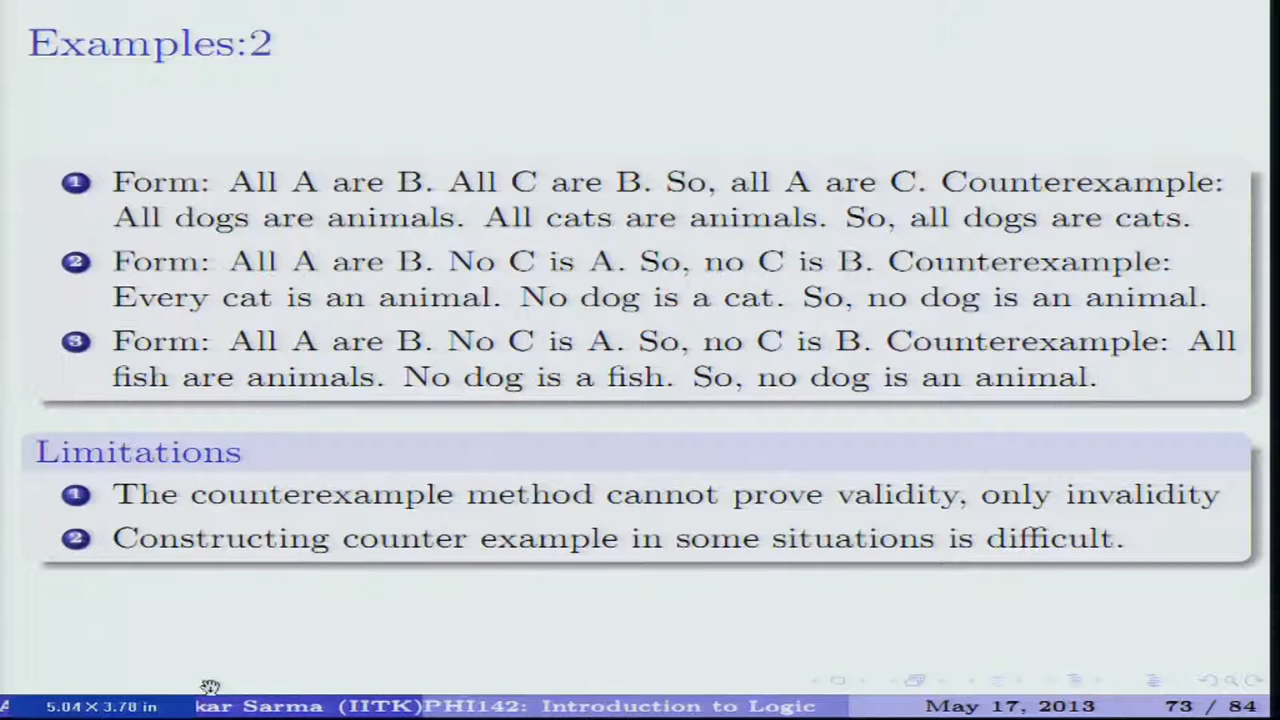 Examples:2
1 Form: All A are B. All C are B. So, all A are C. Counterexample:
All dogs are animals. All cats are animals. So, all dogs are cats.
2 Form: All A are B. No C is A. So, no C is B. Counterexample:
Every cat is an animal. No dog is a cat. So, no dog is an animal.
3 Form: All A are B. No C is A. So, no C is B. Counterexample: All
fish are animals. No dog is a fish. So, no dog is an animal.
Limitations
1 The counterexample method cannot prove validity, only invalidity
2 Constructing counter example in some situations is difficult.
A 5.04 × 3.78 in kar Sarma (IITK) PHI142: Introduction to Logic May 17, 2013 73 / 84